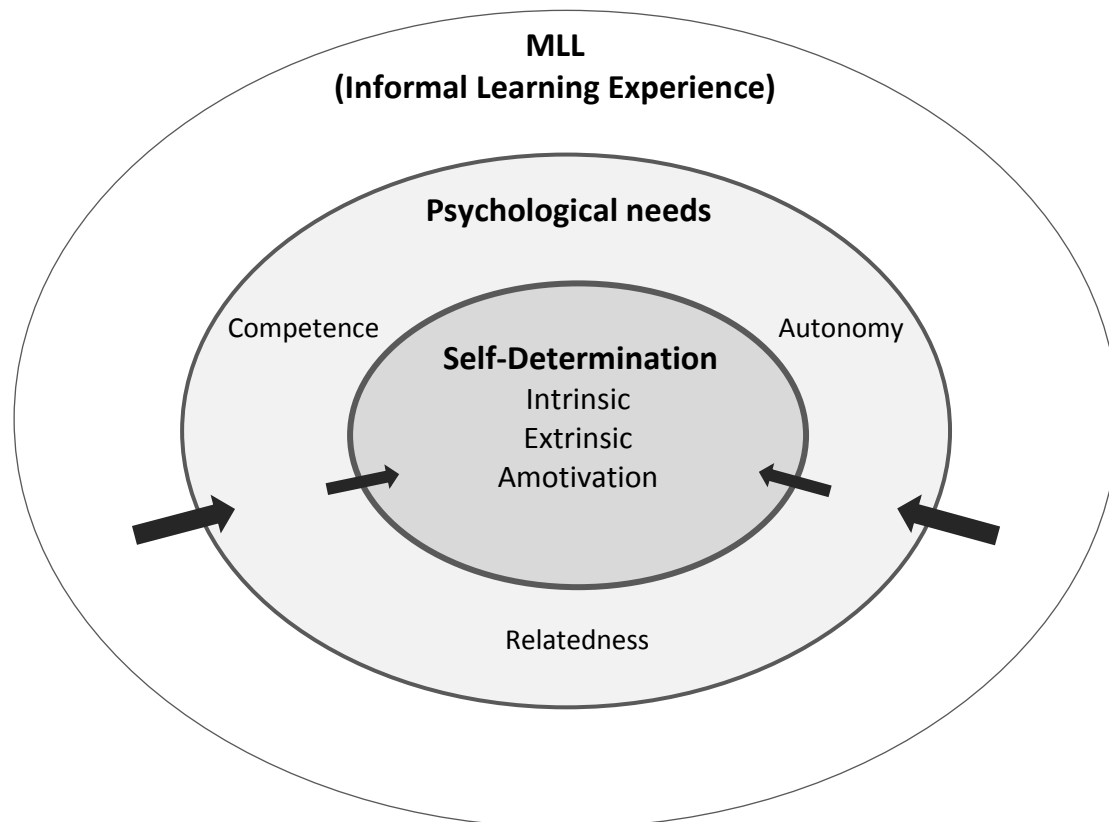 MLL
(Informal Learning Experience)
Psychological needs
Competence
Autonomy
Self-Determination
Intrinsic
Extrinsic
Amotivation
Relatedness